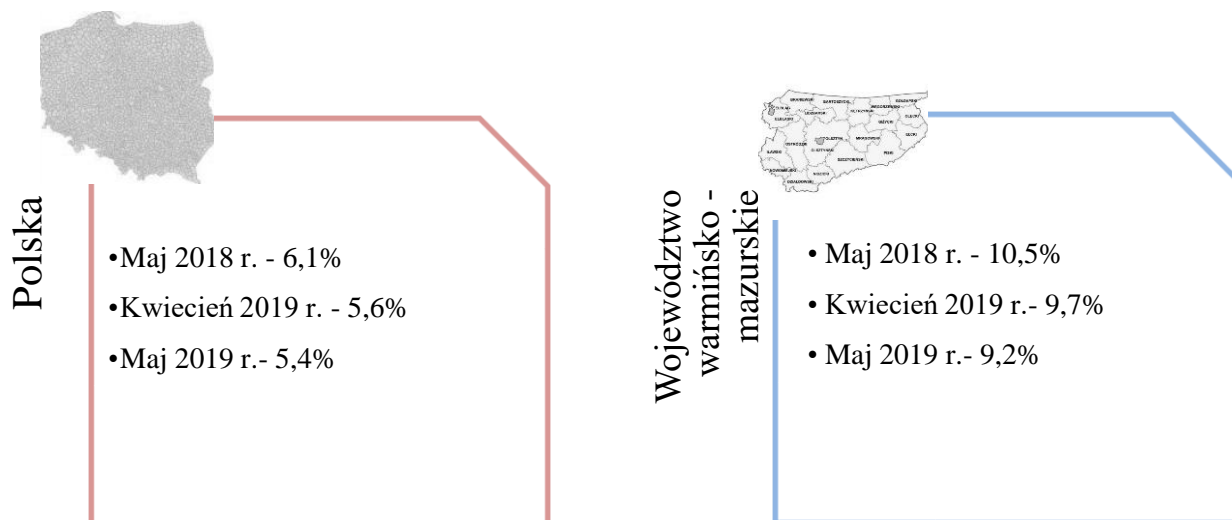 Polska
•Maj 2018 r. - 6,1%
•Kwiecień 2019 r. - 5,6%
•Maj 2019 r.- 5,4%
Województwo
warmińsko -
mazurskie
• Maj 2018 r. - 10,5%
• Kwiecień 2019 r.- 9,7%
• Maj 2019 r.- 9,2%